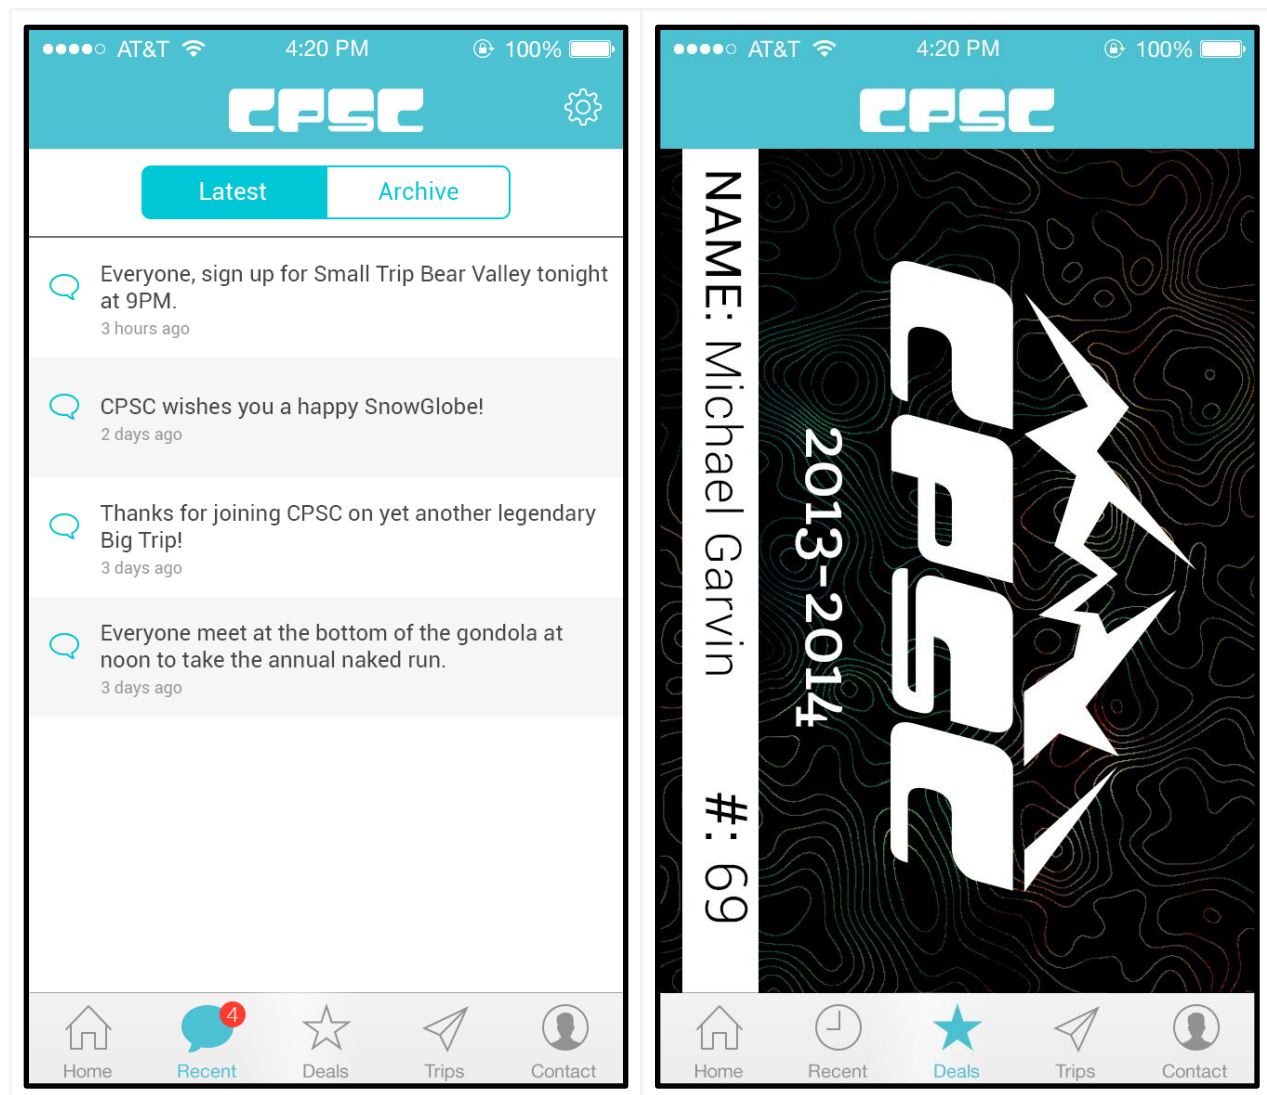 AT&T 4:20 PM 100%
CPSC
Latest Archive
Everyone, sign up for Small Trip Bear Valley tonight
at 9PM.
3 hours ago
CPSC wishes you a happy SnowGlobe!
2 days ago
Thanks for joining CPSC on yet another legendary
Big Trip!
3 days ago
Everyone meet at the bottom of the gondola at
noon to take the annual naked run.
3 days ago
4
Home Recent Deals Trips Contact
AT&T 4:20 PM 100%
CPSC
CPSC
2013-2014
NAME: Michael Garvin #: 69
Home Recent Deals Trips Contact